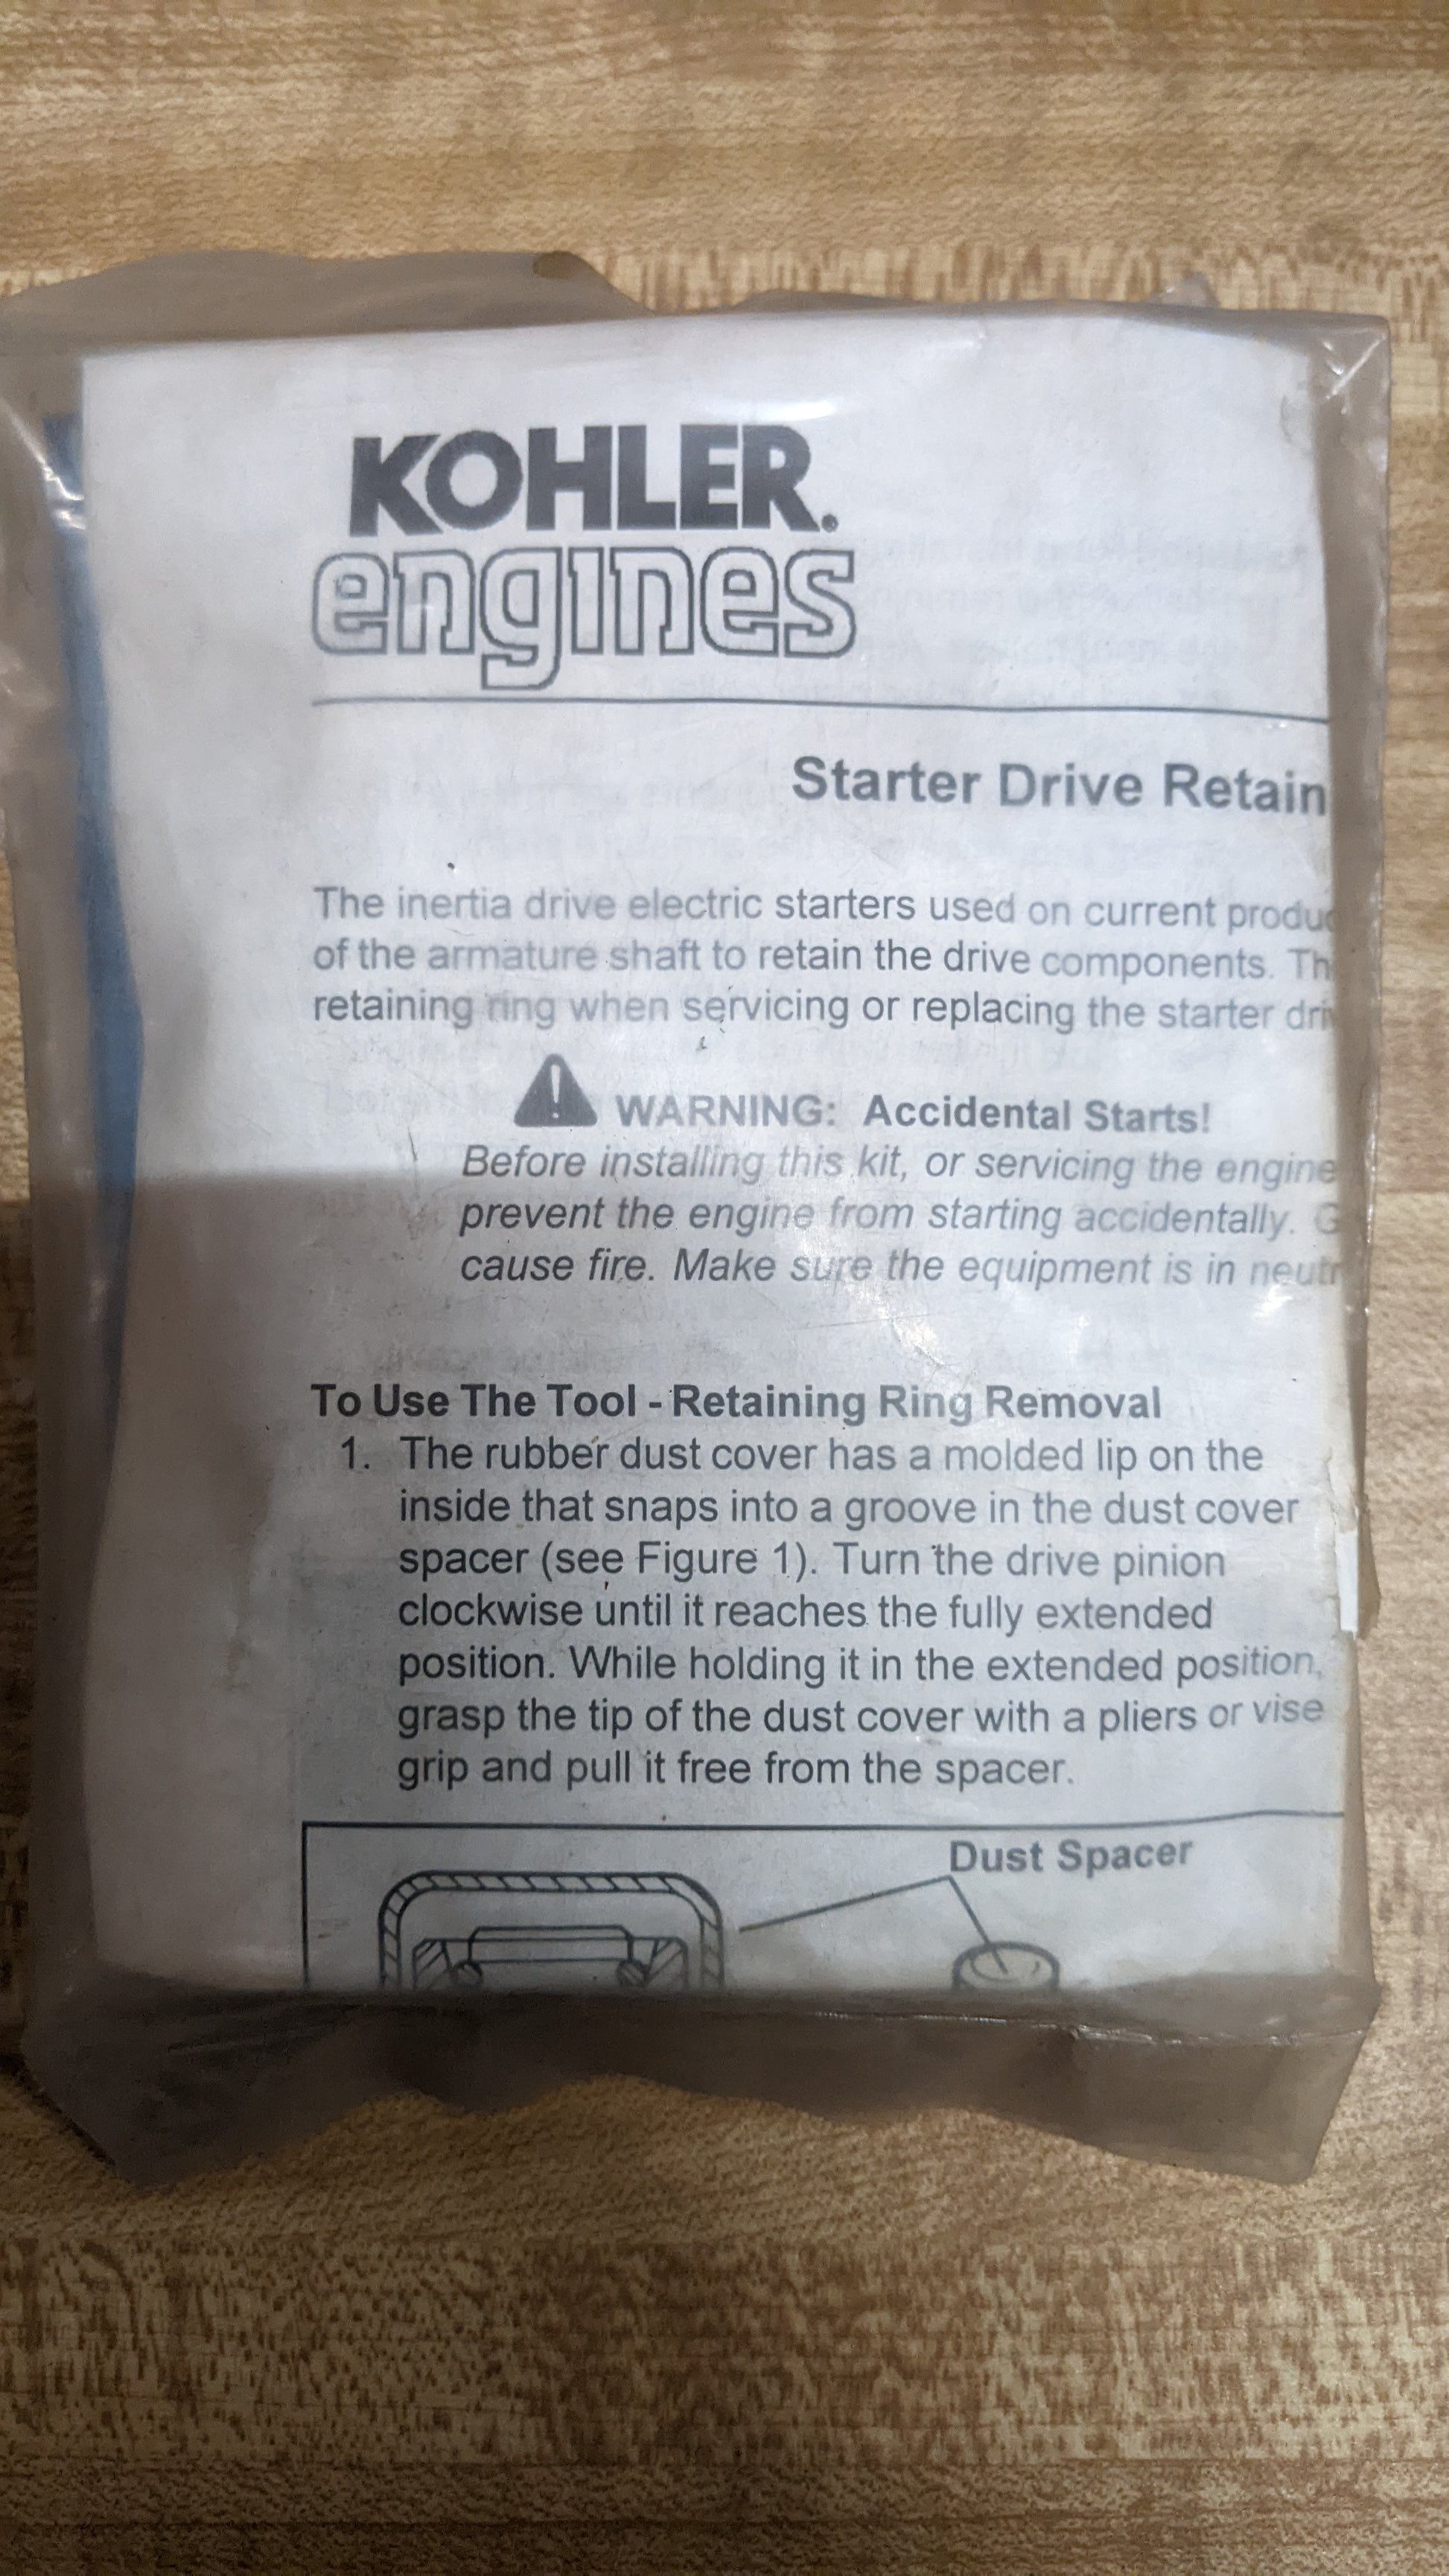 KOHLER.
engines
Starter Drive Retain
The inertia drive electric starters used on current produc
of the armature shaft to retain the drive components. Th
retaining ring when servicing or replacing the starter driv
WARNING: Accidental Starts!
Before installing this kit, or servicing the engine
prevent the engine from starting accidentally. G
cause fire. Make sure the equipment is in neutr
To Use The Tool - Retaining Ring Removal
1. The rubber dust cover has a molded lip on the
inside that snaps into a groove in the dust cover
spacer (see Figure 1). Turn the drive pinion
clockwise until it reaches the fully extended
position. While holding it in the extended position,
grasp the tip of the dust cover with a pliers or vise
grip and pull it free from the spacer.
Dust Spacer